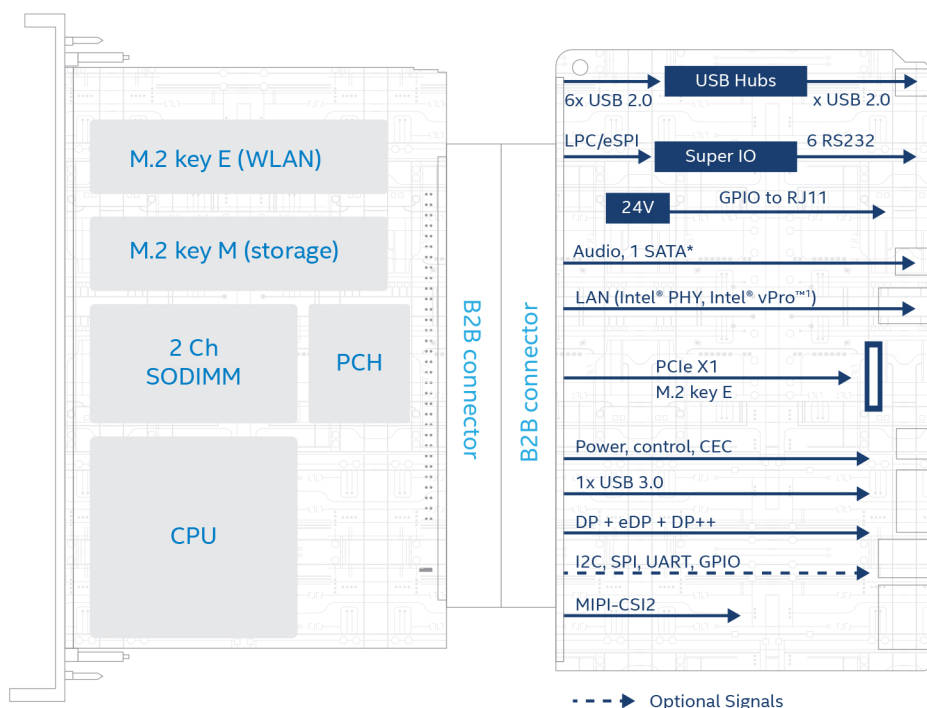 M.2 key E (WLAN)
M.2 key M (storage)
2 Ch
SODIMM
PCH
CPU
B2B connector
B2B connector
6x USB 2.0
USB Hubs
x USB 2.0
LPC/eSPI
Super IO
6 RS232
24V
GPIO to RJ11
Audio, 1 SATA*
LAN (Intel® PHY, Intel® vPro™¹)
PCIe X1
M.2 key E
Power, control, CEC
1x USB 3.0
DP + eDP + DP++
I2C, SPI, UART, GPIO
MIPI-CSI2
Optional Signals